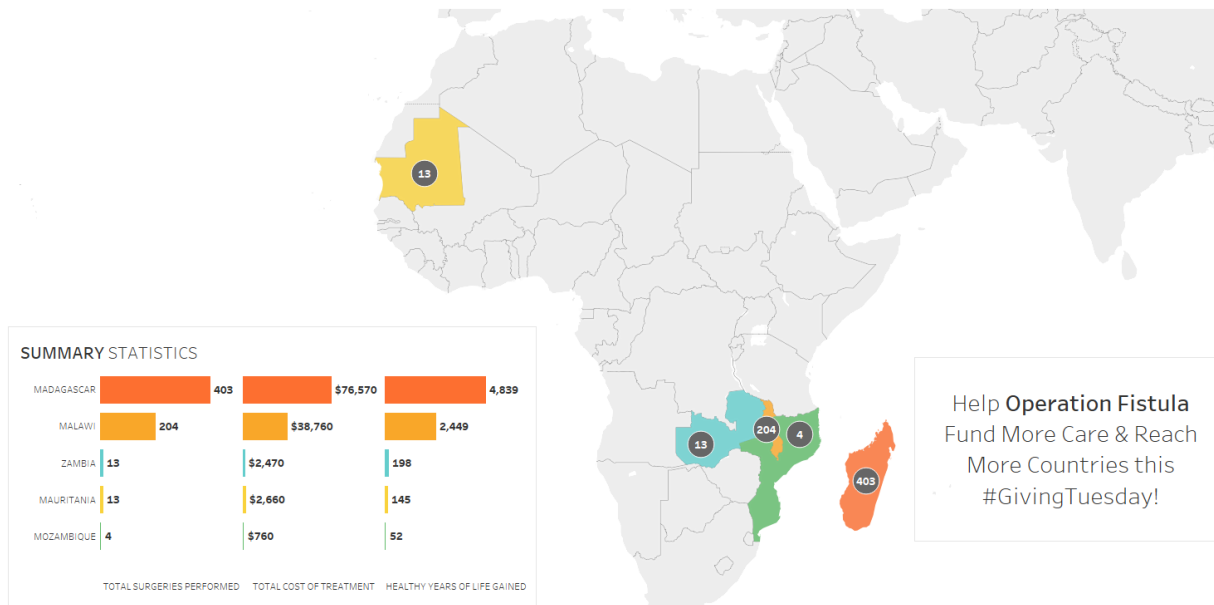 13
SUMMARY STATISTICS
MADAGASCAR 403 $76,570 4,839
MALAWI 204 $38,760 2,449
ZAMBIA 13 $2,470 198
MAURITANIA 13 $2,660 145
MOZAMBIQUE 4 $760 52
TOTAL SURGERIES PERFORMED TOTAL COST OF TREATMENT HEALTHY YEARS OF LIFE GAINED
13
204
4
403
Help Operation Fistula
Fund More Care & Reach
More Countries this
#GivingTuesday!